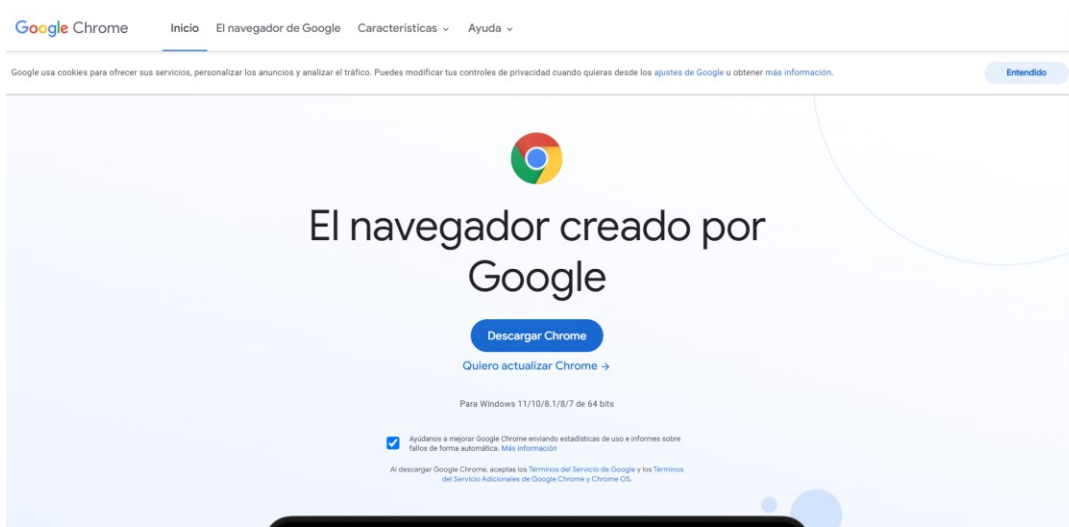 Google Chrome
Inicio
El navegador de Google
Características
Ayuda
Google usa cookies para ofrecer sus servicios, personalizar los anuncios y analizar el tráfico. Puedes modificar tus controles de privacidad cuando quieras desde los ajustes de Google u obtener más información.
Entendido
El navegador creado por
Google
Descargar Chrome
Quiero actualizar Chrome →
Para Windows 11/10/8.1/8/7 de 64 bits
Ayúdanos a mejorar Google Chrome enviando estadísticas de uso e informes sobre
fallos de forma automática. Más información
Al descargar Google Chrome, aceptas los Términos del Servicio de Google y los Términos
del Servicio Adicionales de Google Chrome y Chrome OS.